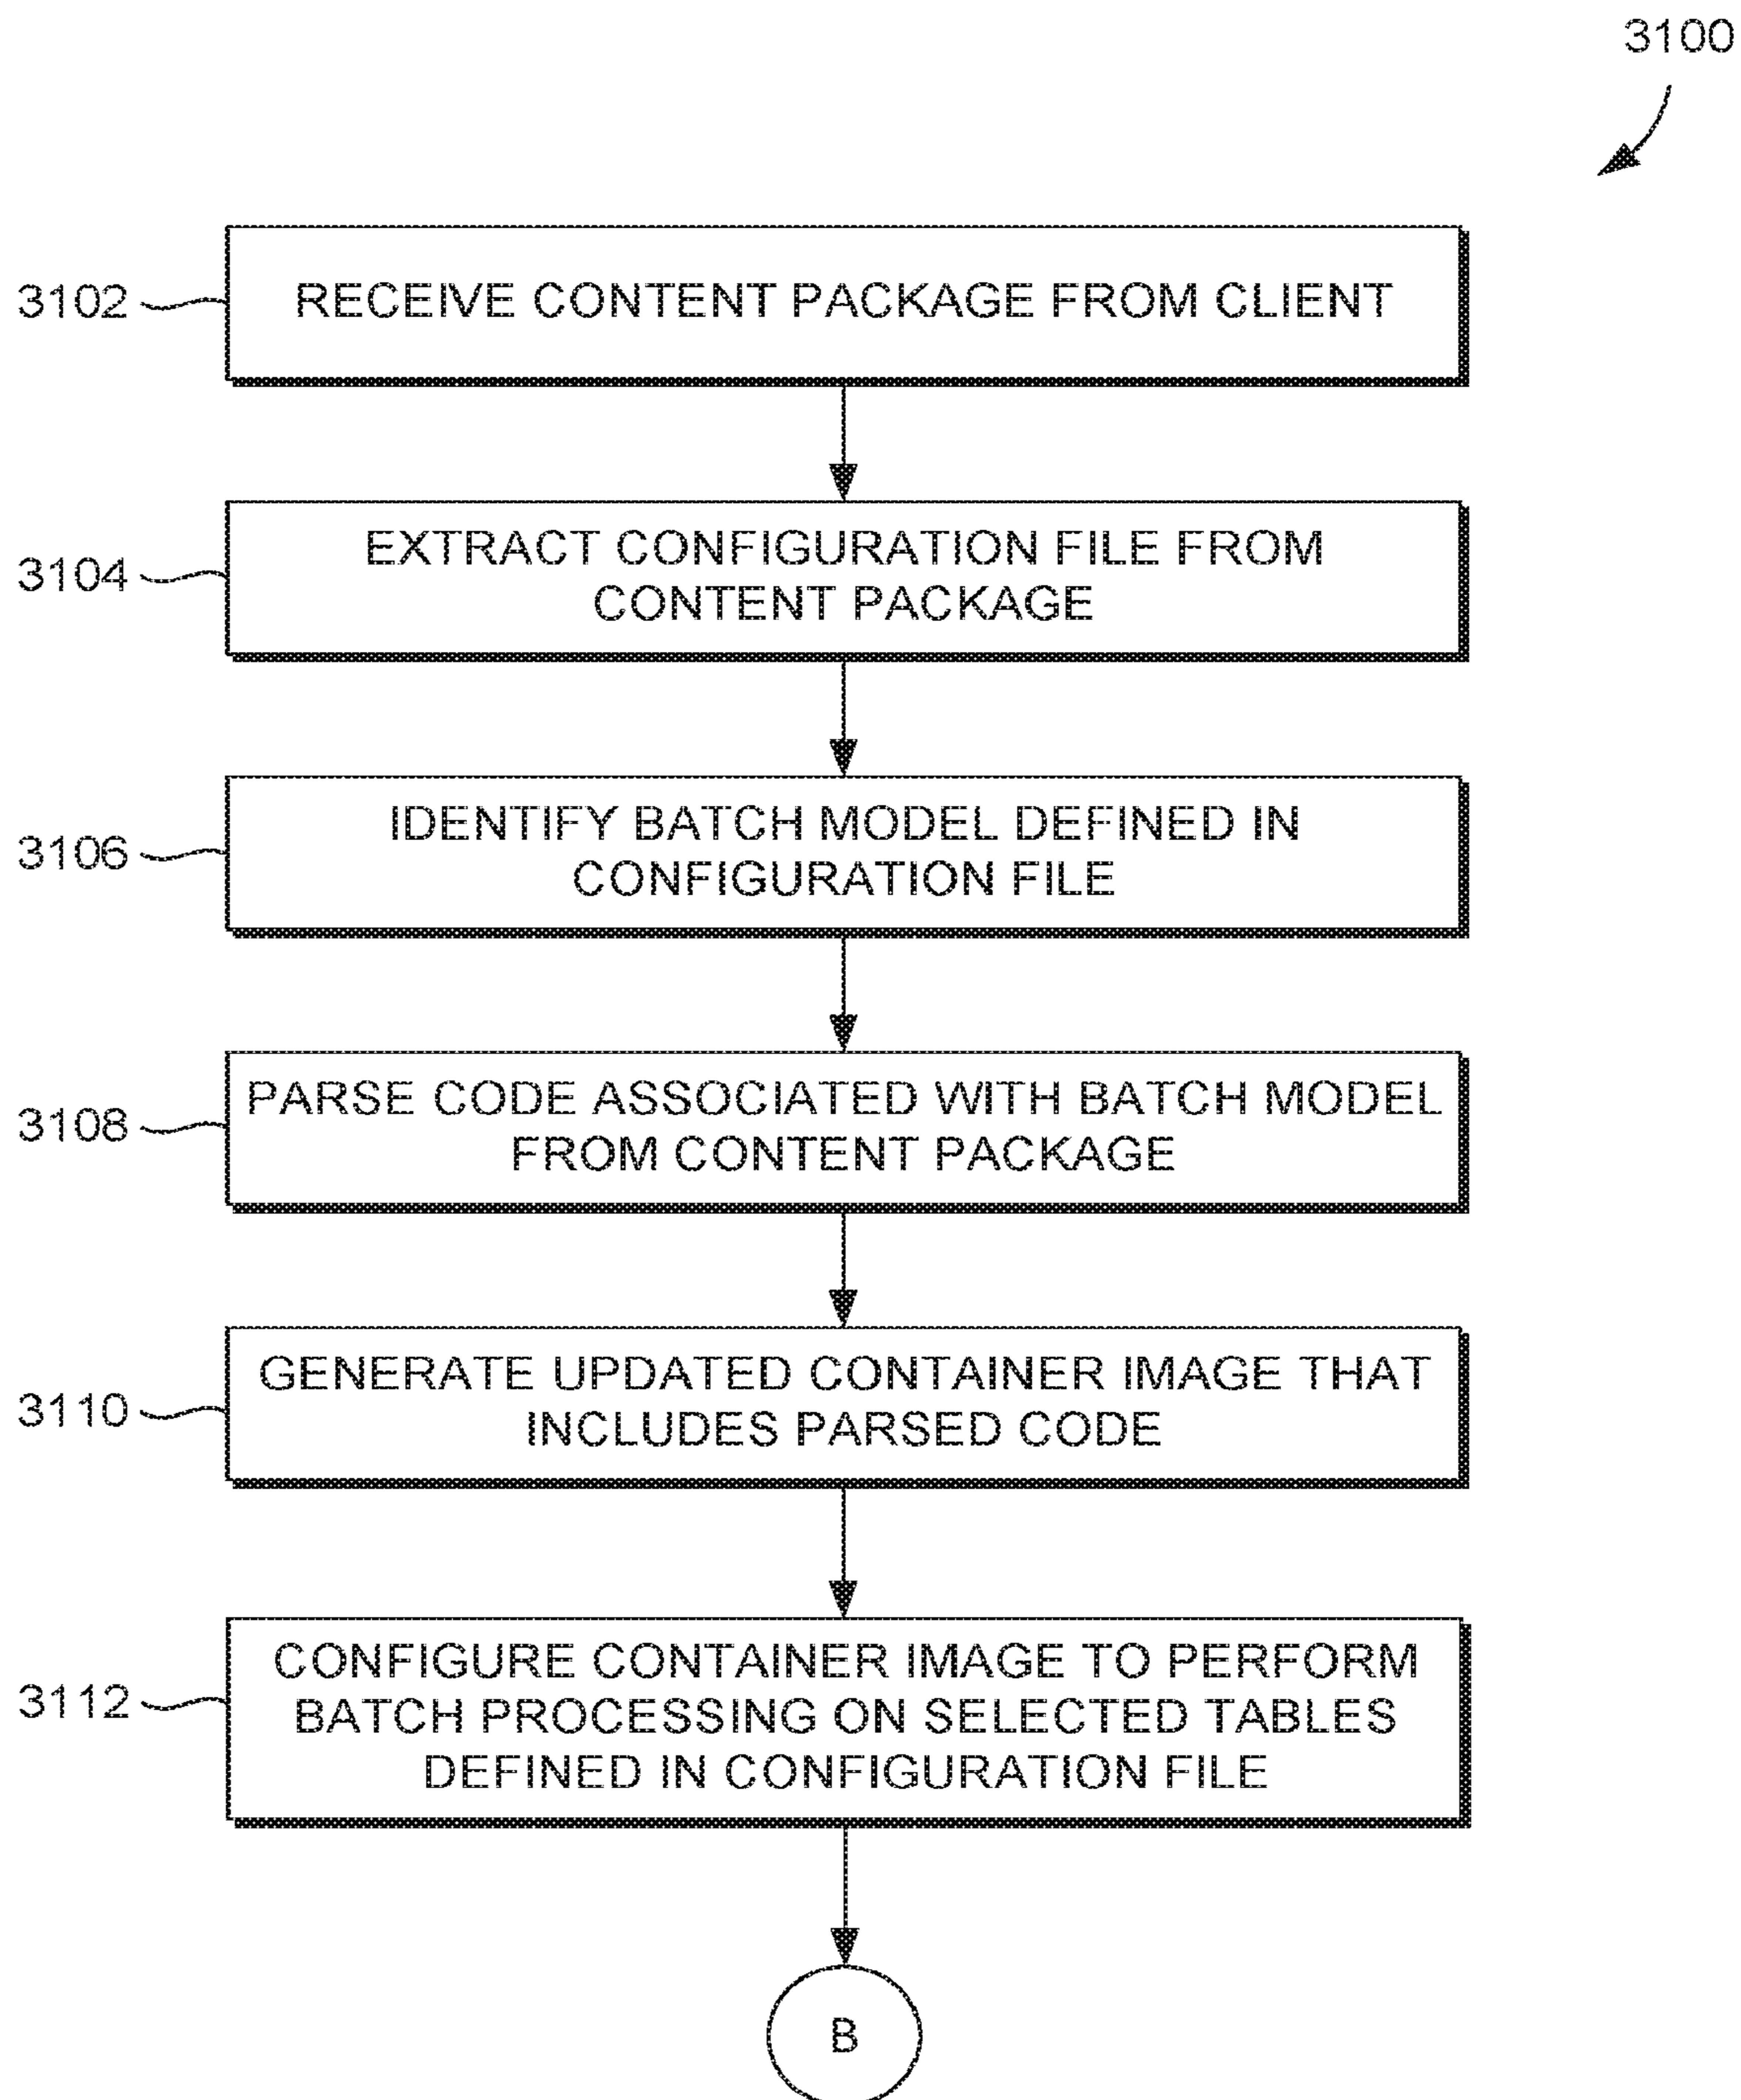 3100
3102
RECEIVE CONTENT PACKAGE FROM CLIENT
3104
EXTRACT CONFIGURATION FILE FROM
CONTENT PACKAGE
3106
IDENTIFY BATCH MODEL DEFINED IN
CONFIGURATION FILE
3108
PARSE CODE ASSOCIATED WITH BATCH MODEL
FROM CONTENT PACKAGE
3110
GENERATE UPDATED CONTAINER IMAGE THAT
INCLUDES PARSED CODE
3112
CONFIGURE CONTAINER IMAGE TO PERFORM
BATCH PROCESSING ON SELECTED TABLES
DEFINED IN CONFIGURATION FILE
B